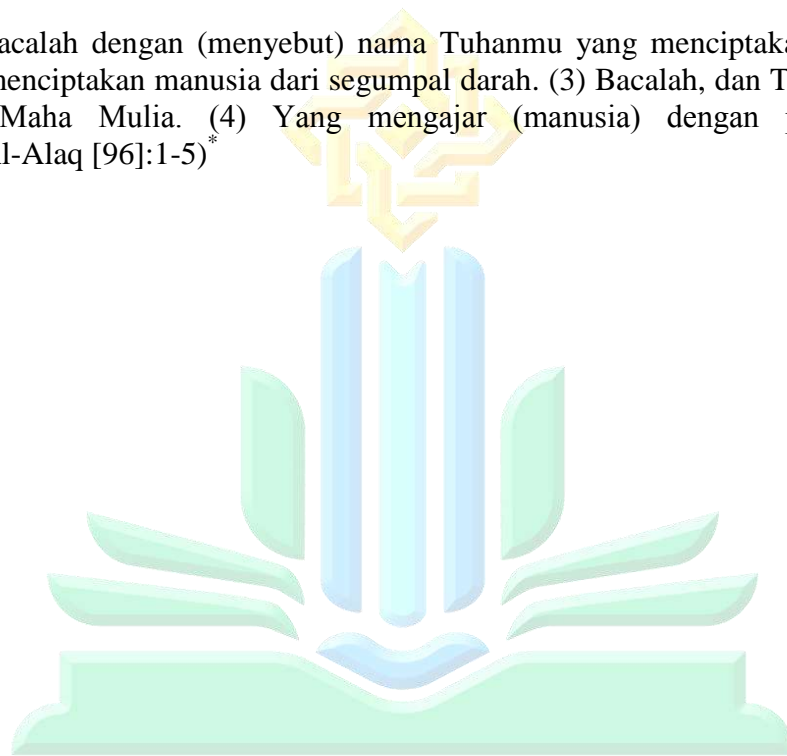 acalah dengan (menyebut) nama Tuhanmu yang menciptaka
menciptakan manusia dari segumpal darah. (3) Bacalah, dan T
Maha Mulia. (4) Yang mengajar (manusia) dengan p
l-Alaq [96]:1-5)*